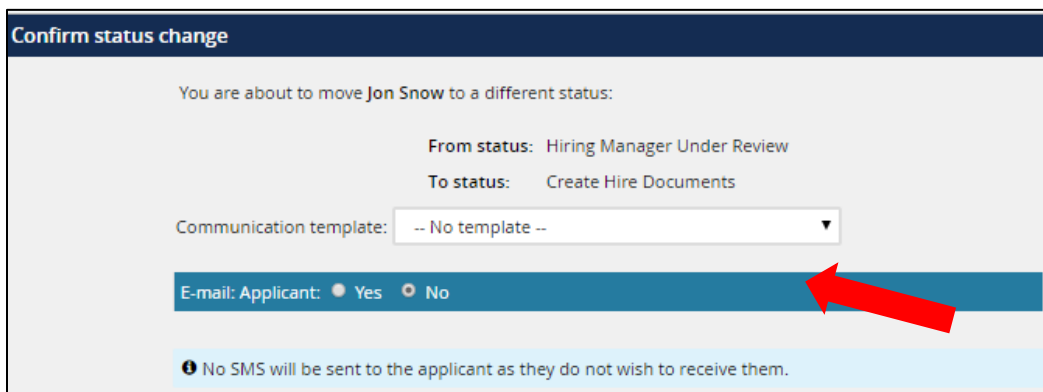 Confirm status change
You are about to move Jon Snow to a different status:
From status: Hiring Manager Under Review
To status: Create Hire Documents
Communication template: -- No template --
E-mail: Applicant: Yes No
No SMS will be sent to the applicant as they do not wish to receive them.